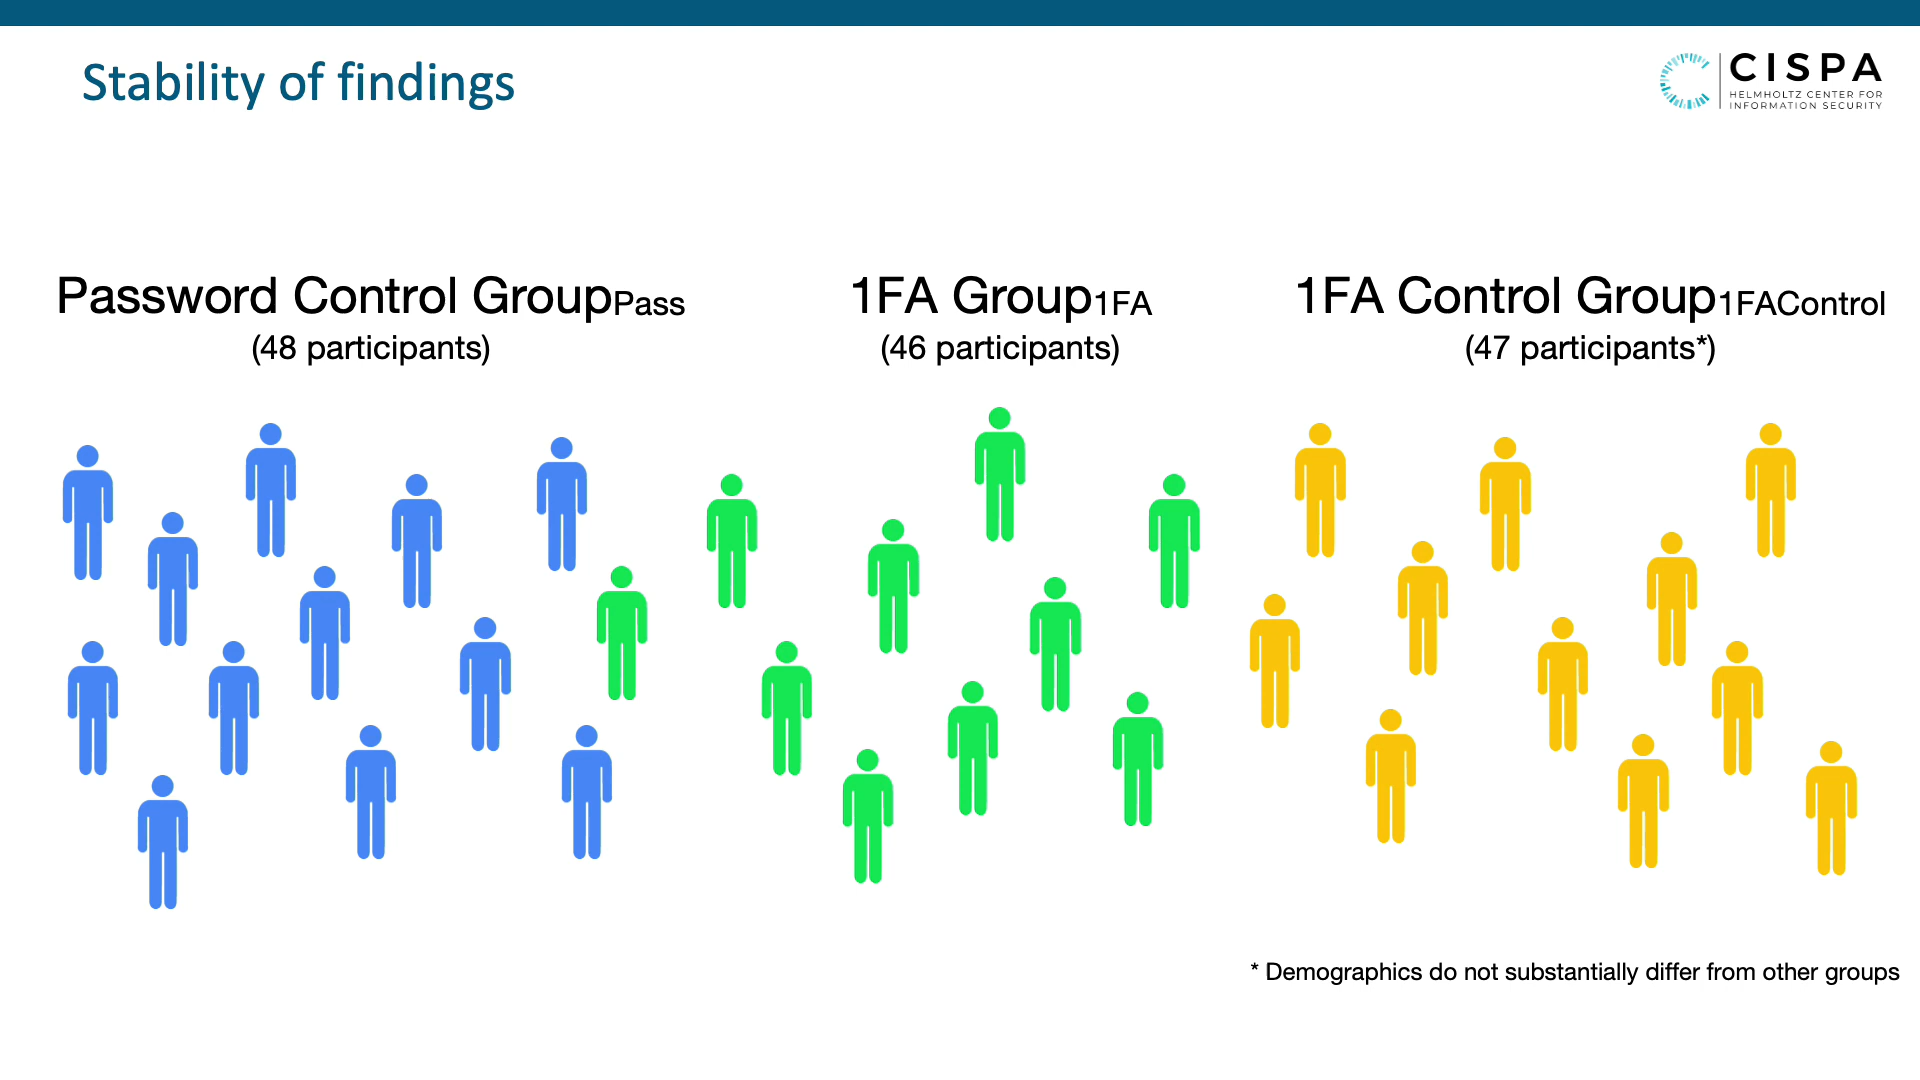 Stability of findings
CISPA
HELMHOLTZ CENTER FOR
INFORMATION SECURITY
Password Control GroupPass
(48 participants)
1FA Group1FA
(46 participants)
1FA Control Group1FAControl
(47 participants*)
* Demographics do not substantially differ from other groups